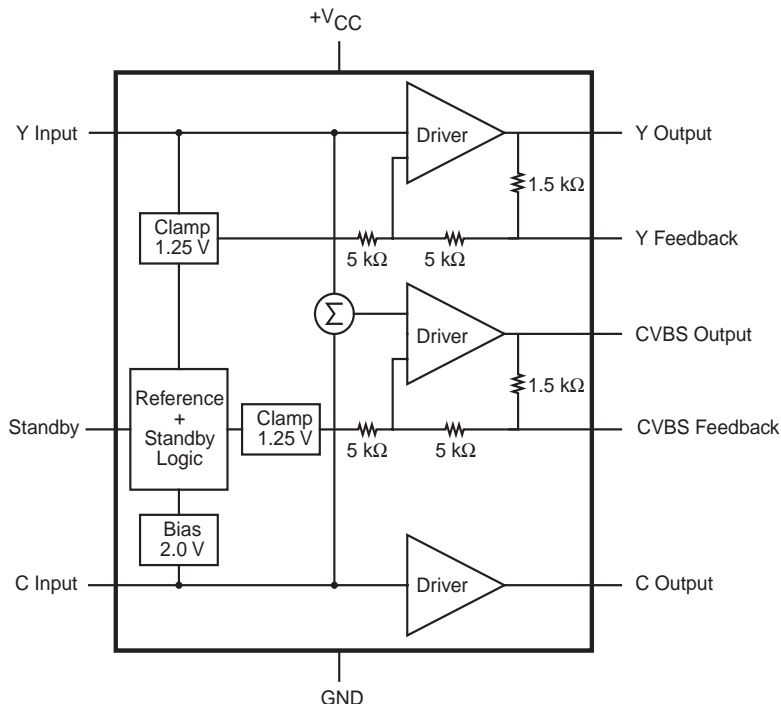 +VCC
Y Input
Driver
Y Output
1.5 kΩ
Clamp
1.25 V
5 kΩ
5 kΩ
Y Feedback
Σ
Driver
CVBS Output
1.5 kΩ
Standby
Reference
+
Standby
Logic
Clamp
1.25 V
5 kΩ
5 kΩ
CVBS Feedback
Bias
2.0 V
C Input
Driver
C Output
GND